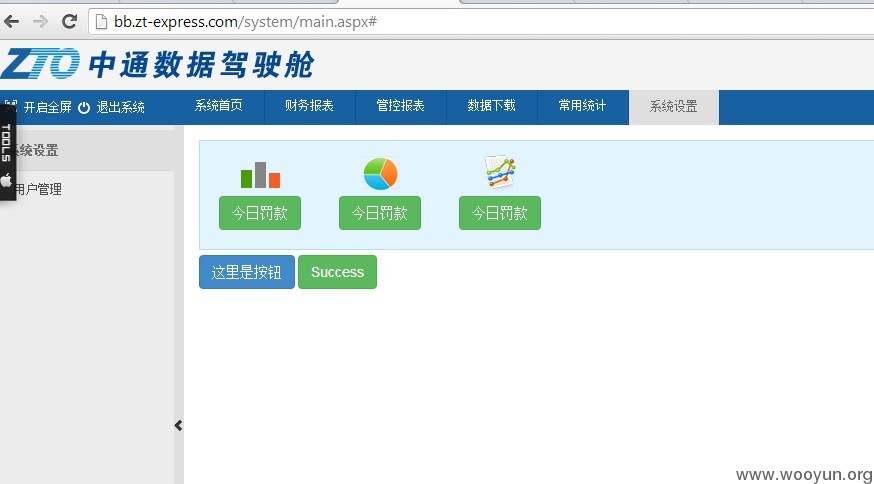 bb.zt-express.com/system/main.aspx#
ZTO 中通数据驾驶舱
开启全屏 退出系统 系统首页 财务报表 管控报表 数据下载 常用统计 系统设置
TOOLS
系统设置
用户管理
今日罚款 今日罚款 今日罚款
这里是按钮 Success
www.wooyun.org